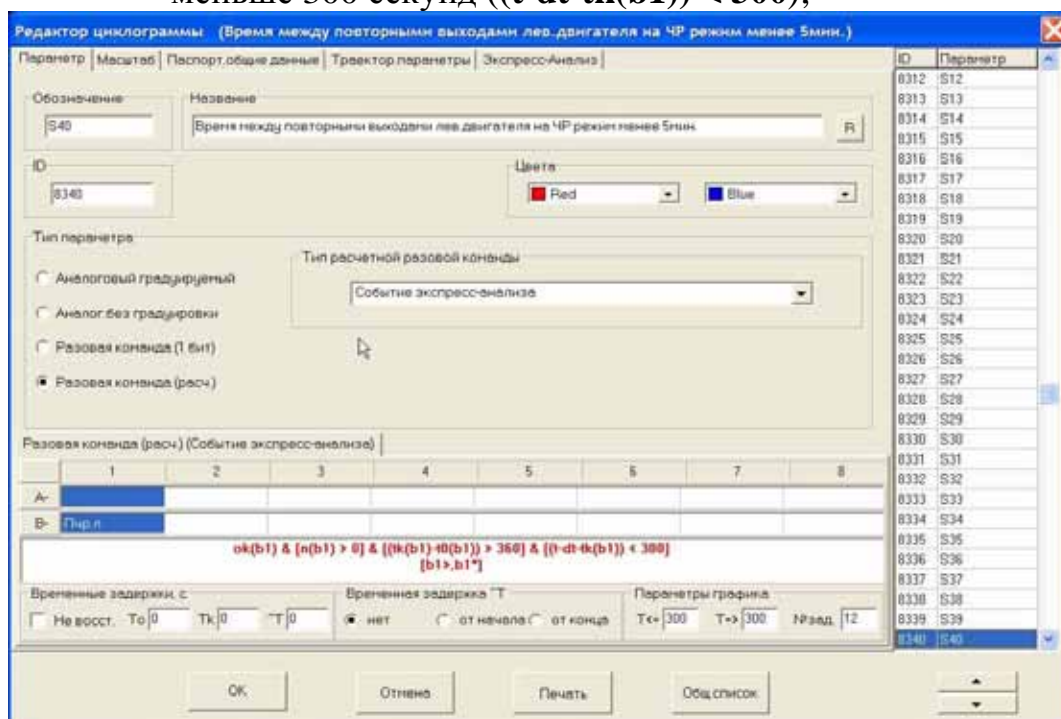 меньше 300 секунд ((t-dt-tk(b1)) < 300);
Редактор циклограммы (Время между повторными выходами лев.двигателя на ЧР режим менее 5мин.)
Параметр Масштаб Паспорт,общие данные Траектор.параметры Экспресс-Анализ
Обозначение Название
S40 Время между повторными выходами лев.двигателя на ЧР режим менее 5мин. R
ID Цвета
8340 Red Blue
Тип параметра
Тип расчетной разовой команды
Аналоговый градуируемый
Событие экспресс-анализа
Аналог без градуировки
Разовая команда (1 бит)
Разовая команда (расч.)
Разовая команда (расч.) (Событие экспресс-анализа)
1 2 3 4 5 6 7 8
A-
B- Пчр.л
ok(b1) & [n(b1) > 0] & [(tk(b1)-t0(b1)) > 360] & [(t-dt-tk(b1)) < 300]
[b1>,b1*]
Временные задержки, с Временная задержка ^T Параметры графика
Не восст. То 0 Tk 0 ^T 0 нет от начала от конца T<= 300 T=> 300 №зад. 12
OK Отмена Печать Общ.список
ID Параметр
8312 S12
8313 S13
8314 S14
8315 S15
8316 S16
8317 S17
8318 S18
8319 S19
8320 S20
8321 S21
8322 S22
8323 S23
8324 S24
8325 S25
8326 S26
8327 S27
8328 S28
8329 S29
8330 S30
8331 S31
8332 S32
8333 S33
8334 S34
8335 S35
8336 S36
8337 S37
8338 S38
8339 S39
8340 S40